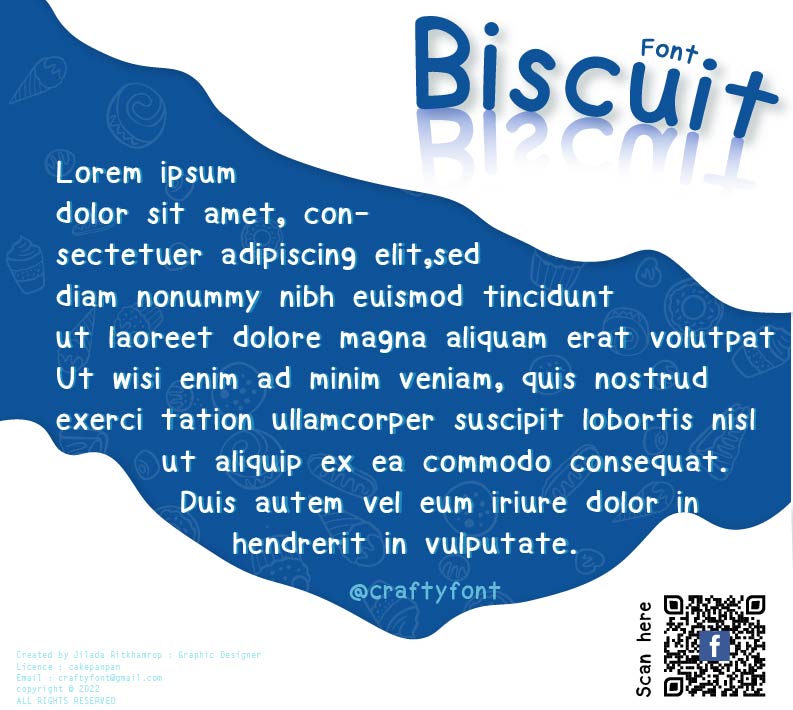 Biscuit
Font
Lorem ipsum
dolor sit amet, con-
sectetuer adipiscing elit,sed
diam nonummy nibh euismod tincidunt
ut laoreet dolore magna aliquam erat volutpat
Ut wisi enim ad minim veniam, quis nostrud
exerci tation ullamcorper suscipit lobortis nisl
ut aliquip ex ea commodo consequat.
Duis autem vel eum iriure dolor in
hendrerit in vulputate.
@craftyfont
Scan here
f
Created by Jilada Ritkhamrop : Graphic Designer
Licence : cakepanpan
Email : craftyfont@gmail.com
copyright © 2022
ALL RIGHTS RESERVED